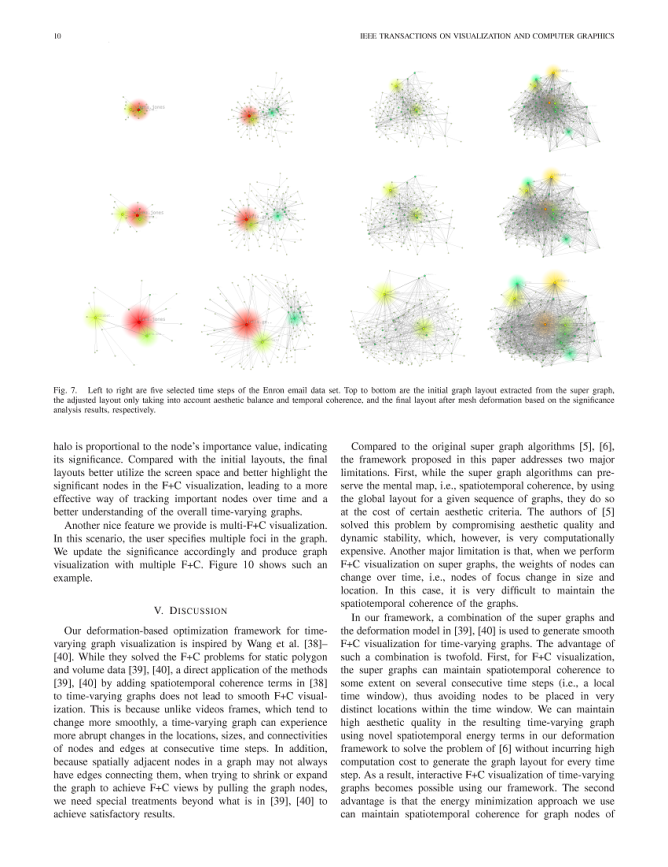 10
IEEE TRANSACTIONS ON VISUALIZATION AND COMPUTER GRAPHICS
Fig. 7. Left to right are five selected time steps of the Enron email data set. Top to bottom are the initial graph layout extracted from the super graph,
the adjusted layout only taking into account aesthetic balance and temporal coherence, and the final layout after mesh deformation based on the significance
analysis results, respectively.
halo is proportional to the node's importance value, indicating
its significance. Compared with the initial layouts, the final
layouts better utilize the screen space and better highlight the
significant nodes in the F+C visualization, leading to a more
effective way of tracking important nodes over time and a
better understanding of the overall time-varying graphs.
Another nice feature we provide is multi-F+C visualization.
In this scenario, the user specifies multiple foci in the graph.
We update the significance accordingly and produce graph
visualization with multiple F+C. Figure 10 shows such an
example.
V. DISCUSSION
Our deformation-based optimization framework for time-
varying graph visualization is inspired by Wang et al. [38]–
[40]. While they solved the F+C problems for static polygon
and volume data [39], [40], a direct application of the methods
[39], [40] by adding spatiotemporal coherence terms in [38]
to time-varying graphs does not lead to smooth F+C visual-
ization. This is because unlike videos frames, which tend to
change more smoothly, a time-varying graph can experience
more abrupt changes in the locations, sizes, and connectivities
of nodes and edges at consecutive time steps. In addition,
because spatially adjacent nodes in a graph may not always
have edges connecting them, when trying to shrink or expand
the graph to achieve F+C views by pulling the graph nodes,
we need special treatments beyond what is in [39], [40] to
achieve satisfactory results.
Compared to the original super graph algorithms [5], [6],
the framework proposed in this paper addresses two major
limitations. First, while the super graph algorithms can pre-
serve the mental map, i.e., spatiotemporal coherence, by using
the global layout for a given sequence of graphs, they do so
at the cost of certain aesthetic criteria. The authors of [5]
solved this problem by compromising aesthetic quality and
dynamic stability, which, however, is very computationally
expensive. Another major limitation is that, when we perform
F+C visualization on super graphs, the weights of nodes can
change over time, i.e., nodes of focus change in size and
location. In this case, it is very difficult to maintain the
spatiotemporal coherence of the graphs.
In our framework, a combination of the super graphs and
the deformation model in [39], [40] is used to generate smooth
F+C visualization for time-varying graphs. The advantage of
such a combination is twofold. First, for F+C visualization,
the super graphs can maintain spatiotemporal coherence to
some extent on several consecutive time steps (i.e., a local
time window), thus avoiding nodes to be placed in very
distinct locations within the time window. We can maintain
high aesthetic quality in the resulting time-varying graph
using novel spatiotemporal energy terms in our deformation
framework to solve the problem of [6] without incurring high
computation cost to generate the graph layout for every time
step. As a result, interactive F+C visualization of time-varying
graphs becomes possible using our framework. The second
advantage is that the energy minimization approach we use
can maintain spatiotemporal coherence for graph nodes of